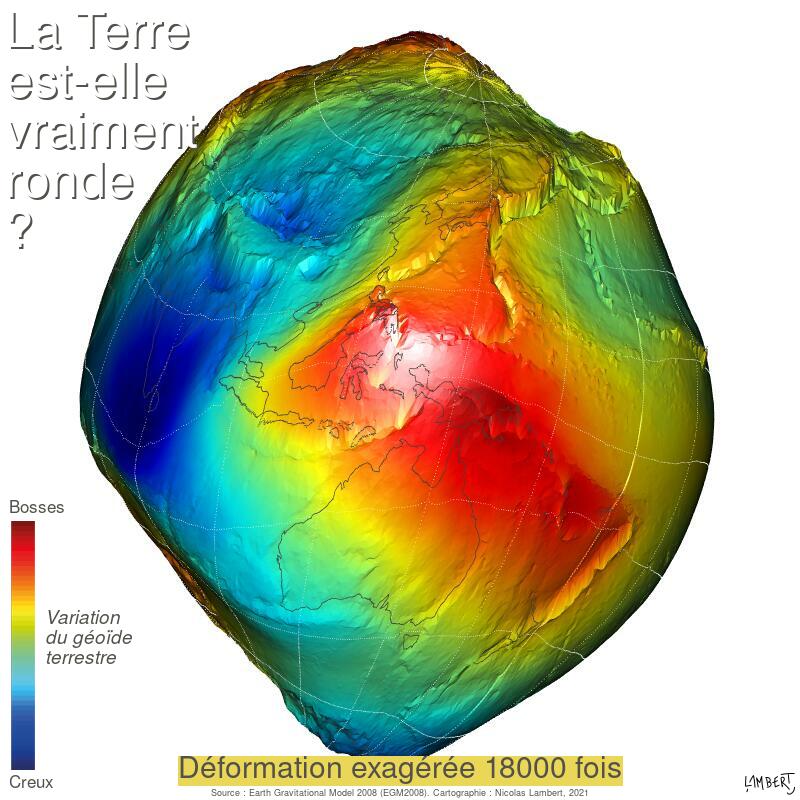 La Terre
est-elle
vraiment
ronde
?
Bosses
Variation
du géoïde
terrestre
Creux
Déformation exagérée 18000 fois
Source : Earth Gravitational Model 2008 (EGM2008). Cartographie : Nicolas Lambert, 2021
LAMBERT